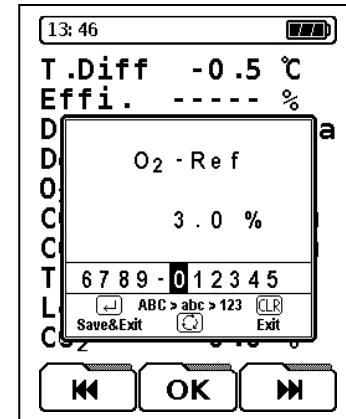 13:46
T.Diff -0.5 ℃
Effi. ----- %
D a
D
O₂-Ref
O
C 3.0 %
C
T 6789-012345
L ABC > abc > 123 CLR
Save&Exit Exit
C
OK